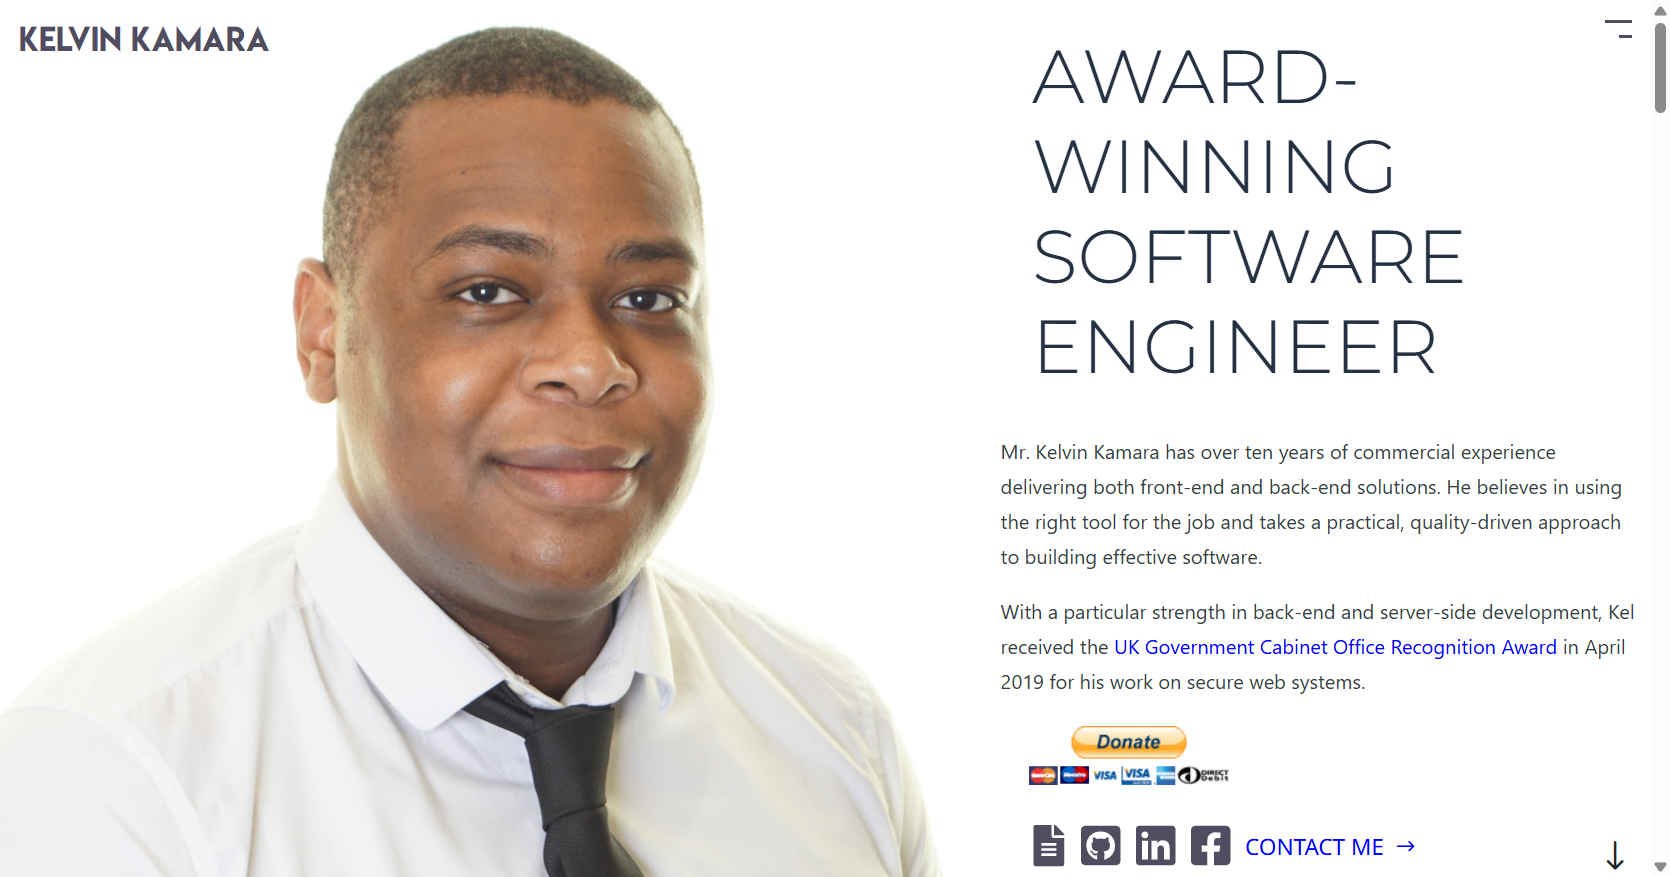 KELVIN KAMARA
AWARD-
WINNING
SOFTWARE
ENGINEER
Mr. Kelvin Kamara has over ten years of commercial experience
delivering both front-end and back-end solutions. He believes in using
the right tool for the job and takes a practical, quality-driven approach
to building effective software.
With a particular strength in back-end and server-side development, Kel
received the UK Government Cabinet Office Recognition Award in April
2019 for his work on secure web systems.
Donate
VISA VISA DIRECT
Debit
CONTACT ME →